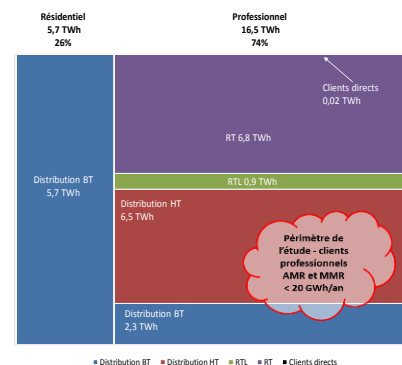 Résidentiel
5,7 TWh
26%
Professionnel
16,5 TWh
74%
Clients directs
0,02 TWh
RT 6,8 TWh
Distribution BT
5,7 TWh
RTL 0,9 TWh
Distribution HT
6,5 TWh
Périmètre de
l'étude - clients
professionnels
AMR et MMR
< 20 GWh/an
Distribution BT
2,3 TWh
Distribution BT Distribution HT RTL RT Clients directs